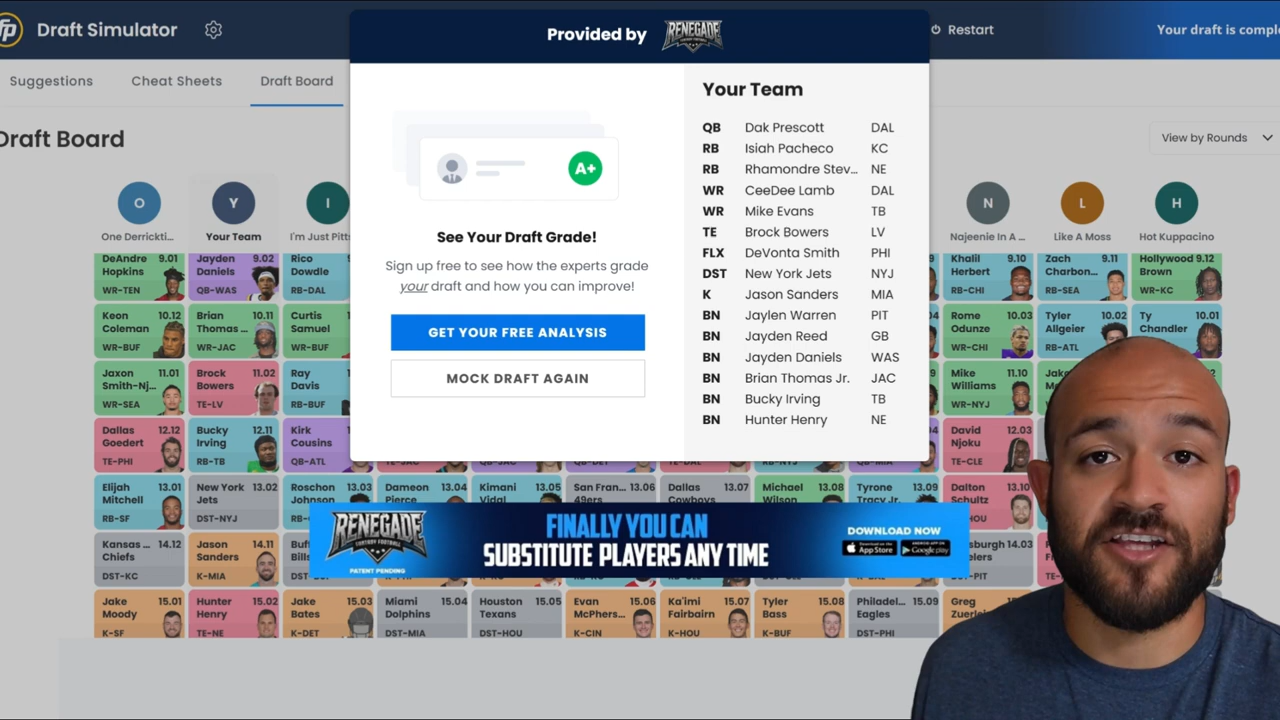 fp
Draft Simulator
Provided by
RENEGADE
Restart
Your draft is
Suggestions
Cheat Sheets
Draft Board
Draft Board
View by Rounds
See Your Draft Grade!
Sign up free to see how the experts grade
your draft and how you can improve!
GET YOUR FREE ANALYSIS
MOCK DRAFT AGAIN
A+
Your Team
QB Dak Prescott DAL
RB Isiah Pacheco KC
RB Rhamondre Stev... NE
WR CeeDee Lamb DAL
WR Mike Evans TB
TE Brock Bowers LV
FLX DeVonta Smith PHI
DST New York Jets NYJ
K Jason Sanders MIA
BN Jaylen Warren PIT
BN Jayden Reed GB
BN Jayden Daniels WAS
BN Brian Thomas Jr. JAC
BN Bucky Irving TB
BN Hunter Henry NE
O
Y
I
N
L
H
One Derrickti...
Your Team
I'm Just Pitt
Najeenie In A ...
Like A Moss
Hot Kuppacino
DeAndre 9.01
Hopkins
WR-TEN
Jayden 9.02
Daniels
QB-WAS
Rico
Dowdle
RB-DAL
Khalil 9.10
Herbert
RB-CHI
Zach 9.11
Charbon...
RB-SEA
Hollywood 9.12
Brown
WR-KC
Keon 10.12
Coleman
WR-BUF
Brian 10.11
Thomas ...
WR-JAC
Curtis
Samuel
WR-BUF
Rome 10.03
Odunze
WR-CHI
Tyler 10.02
Allgeier
RB-ATL
Ty 10.01
Chandler
Jaxon 11.01
Smith-Nj...
WR-SEA
Brock 11.02
Bowers
TE-LV
Ray
Davis
RB-BUF
Mike 11.10
Williams
WR-NYJ
Dallas 12.12
Goedert
TE-PHI
Bucky 12.11
Irving
RB-TB
Kirk
Cousins
QB-ATL
David 12.03
Njoku
TE-CLE
Elijah 13.01
Mitchell
RB-SF
New York 13.02
Jets
DST-NYJ
Roschon 13.03
Johnson
Dameon 13.04
Pierce
Kimani 13.05
Vidal
San Fran... 13.06
49ers
Dallas 13.07
Cowboys
Michael 13.08
Wilson
Tyrone 13.09
Tracy Jr.
Dalton 13.10
Schultz
RENEGADE
FANTASY FOOTBALL
PATENT PENDING
FINALLY YOU CAN
SUBSTITUTE PLAYERS ANY TIME
DOWNLOAD NOW
App Store
Google play
Kansas ... 14.12
Chiefs
DST-KC
Jason 14.11
Sanders
K-MIA
14.03
Jake 15.01
Moody
K-SF
Hunter 15.02
Henry
TE-NE
Jake 15.03
Bates
K-DET
Miami 15.04
Dolphins
DST-MIA
Houston 15.05
Texans
DST-HOU
Evan 15.06
McPhers...
K-CIN
Ka'imi 15.07
Fairbairn
K-HOU
Tyler 15.08
Bass
K-BUF
Philadel... 15.09
Eagles
DST-PHI
Greg